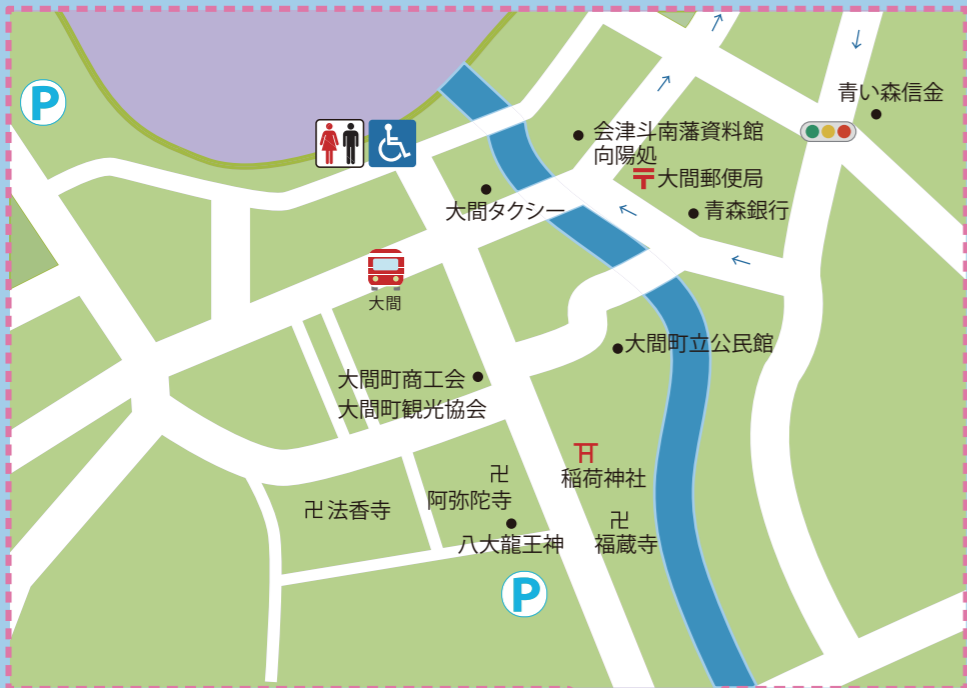 P
青い森信金
会津斗南藩資料館
向陽処
大間郵便局
大間タクシー
青森銀行
大間
大間町立公民館
大間町商工会
大間町観光協会
稲荷神社
卍
阿弥陀寺
卍法香寺
卍
福蔵寺
八大龍王神
P